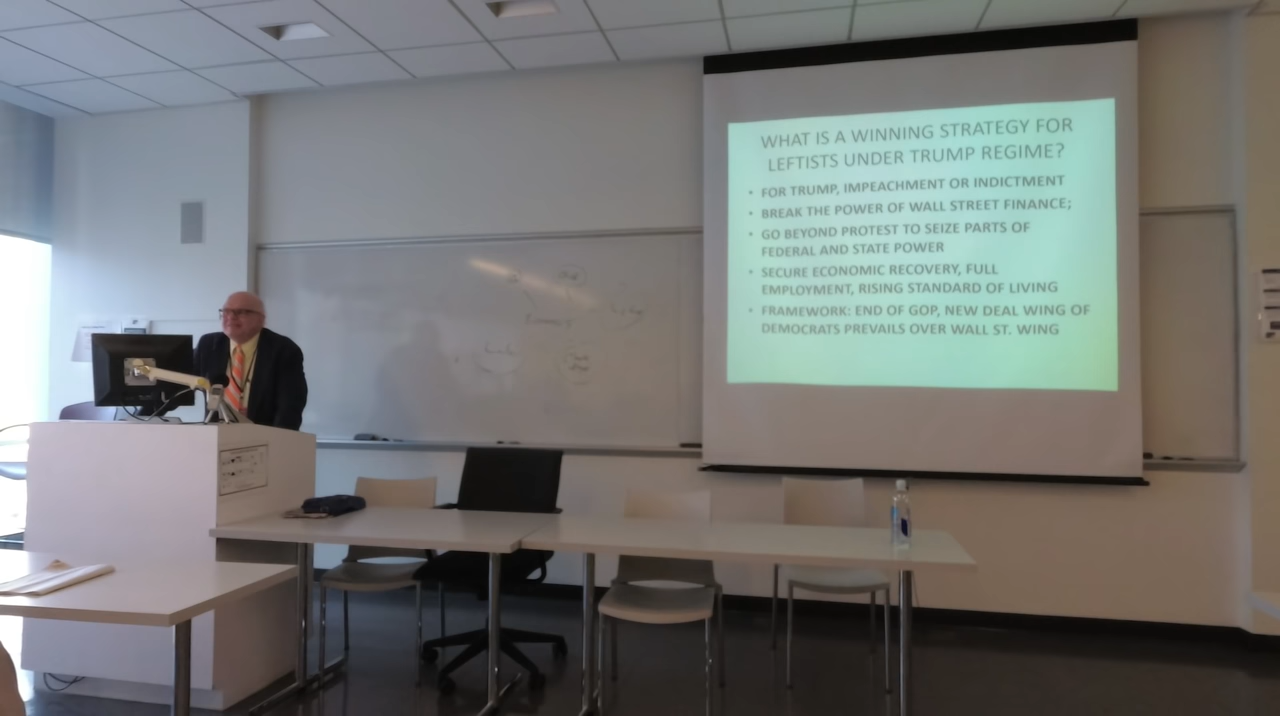 WHAT IS A WINNING STRATEGY FOR
LEFTISTS UNDER TRUMP REGIME?
• FOR TRUMP, IMPEACHMENT OR INDICTMENT
• BREAK THE POWER OF WALL STREET FINANCE;
• GO BEYOND PROTEST TO SEIZE PARTS OF
FEDERAL AND STATE POWER
• SECURE ECONOMIC RECOVERY, FULL
EMPLOYMENT, RISING STANDARD OF LIVING
• FRAMEWORK: END OF GOP, NEW DEAL WING OF
DEMOCRATS PREVAILS OVER WALL ST. WING